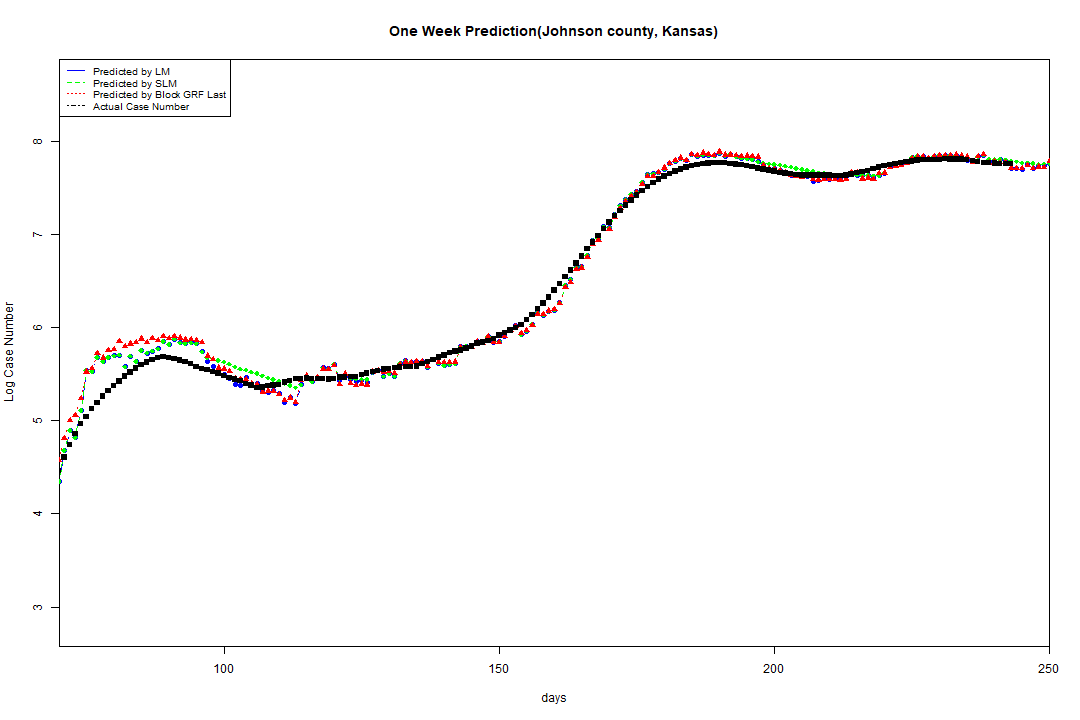 One Week Prediction(Johnson county, Kansas)
Predicted by LM
Predicted by SLM
Predicted by Block GRF Last
Actual Case Number
8
7
6
5
4
3
Log Case Number
100 150 200 250
days